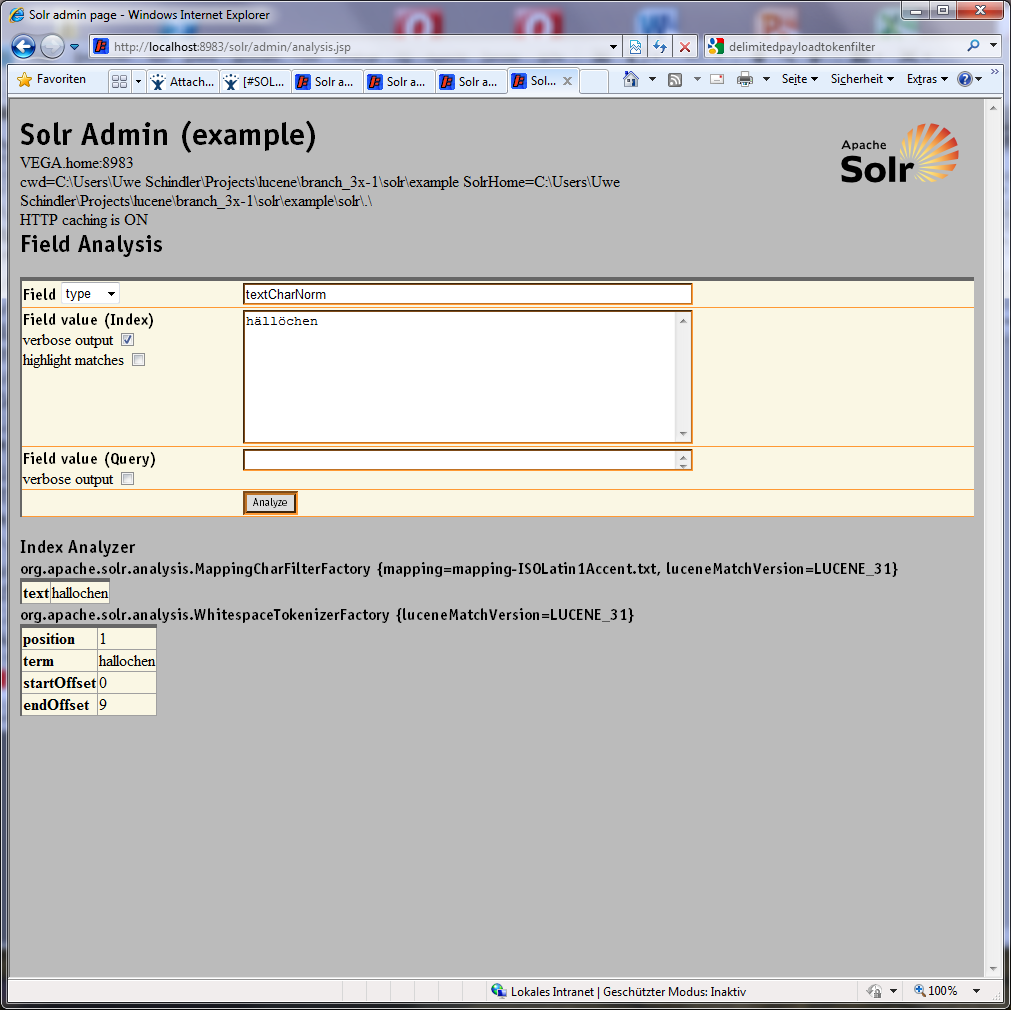 Solr admin page - Windows Internet Explorer
http://localhost:8983/solr/admin/analysis.jsp
delimitedpayloadtokenfilter
Favoriten
Attach...
[#SOL...
Solr a...
Solr a...
Solr a...
Sol...
Seite
Sicherheit
Extras
Solr Admin (example)
Apache
Solr
VEGA.home:8983
cwd=C:\Users\Uwe Schindler\Projects\lucene\branch_3x-1\solr\example SolrHome=C:\Users\Uwe
Schindler\Projects\lucene\branch_3x-1\solr\example\solr\.\
HTTP caching is ON
Field Analysis
Field type textCharNorm
Field value (Index)
hällöchen
verbose output
highlight matches
Field value (Query)
verbose output
Analyze
Index Analyzer
org.apache.solr.analysis.MappingCharFilterFactory {mapping=mapping-ISOLatin1Accent.txt, luceneMatchVersion=LUCENE_31}
text hallochen
org.apache.solr.analysis.WhitespaceTokenizerFactory {luceneMatchVersion=LUCENE_31}
position 1
term hallochen
startOffset 0
endOffset 9
Lokales Intranet | Geschützter Modus: Inaktiv
100%